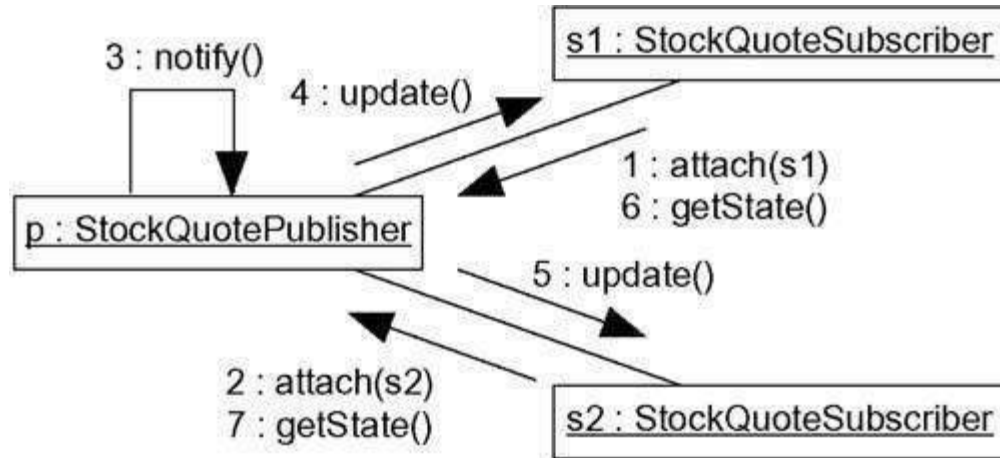 s1 : StockQuoteSubscriber
3 : notify()
4 : update()
1 : attach(s1)
6 : getState()
p : StockQuotePublisher
5 : update()
2 : attach(s2)
7 : getState()
s2 : StockQuoteSubscriber